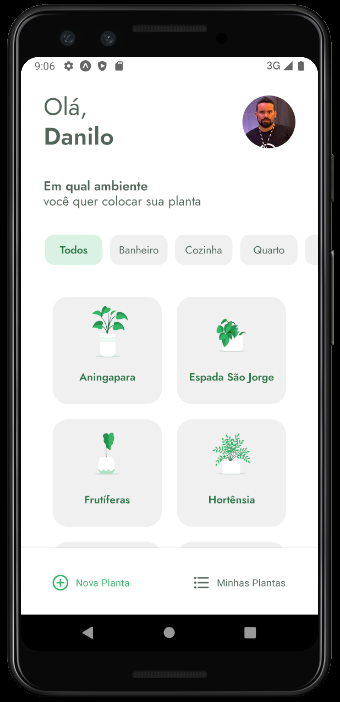 9:06
3G
Olá,
Danilo
Em qual ambiente
você quer colocar sua planta
Todos
Banheiro
Cozinha
Quarto
Aningapara
Espada São Jorge
Frutíferas
Hortênsia
Nova Planta
Minhas Plantas